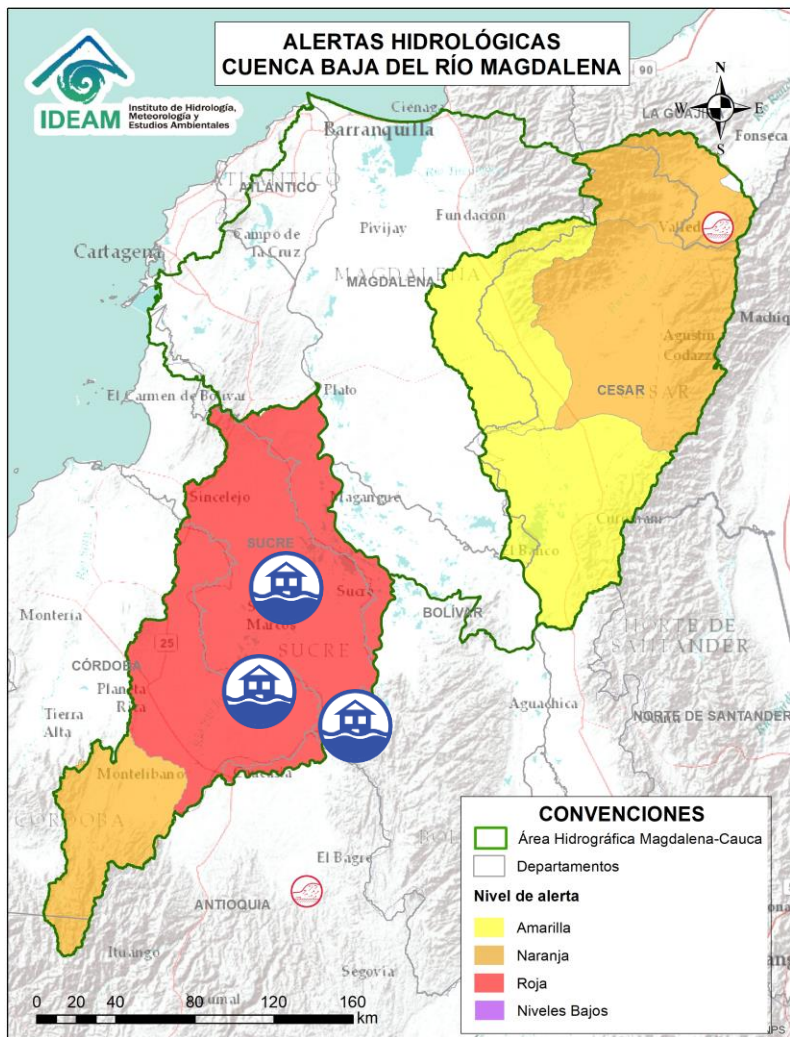 ALERTAS HIDROLÓGICAS
CUENCA BAJA DEL RÍO MAGDALENA
IDEAM
Instituto de Hidrología,
Meteorología y
Estudios Ambientales
N
W E
S
90
LA GUAJIRA
Fonseca
Ciénaga
Barranquilla
ATLÁNTICO
Pivijay
Fundación
Campo de
la Cruz
Cartagena
MAGDALENA
MAGDALENA
Valled
Machiq
Agustín
Codazzi
CESAR
Plato
El Carmen de Bolívar
Sincelejo
Magangué
SUCRE
Sucre
Marcos
SUCRE
Curumaní
El Banco
BOLÍVAR
NORTE DE
SANTANDER
Montería
25
CÓRDOBA
Planeta
Rica
Tierra
Alta
Aguachica
NORTE DE SANTANDER
Montelíbano
CÓRDOBA
El Bagre
ANTIOQUIA
Ituango
Segovia
CONVENCIONES
Área Hidrográfica Magdalena-Cauca
Departamentos
Nivel de alerta
Amarilla
Naranja
Roja
Niveles Bajos
0 20 40 80 120 160
km